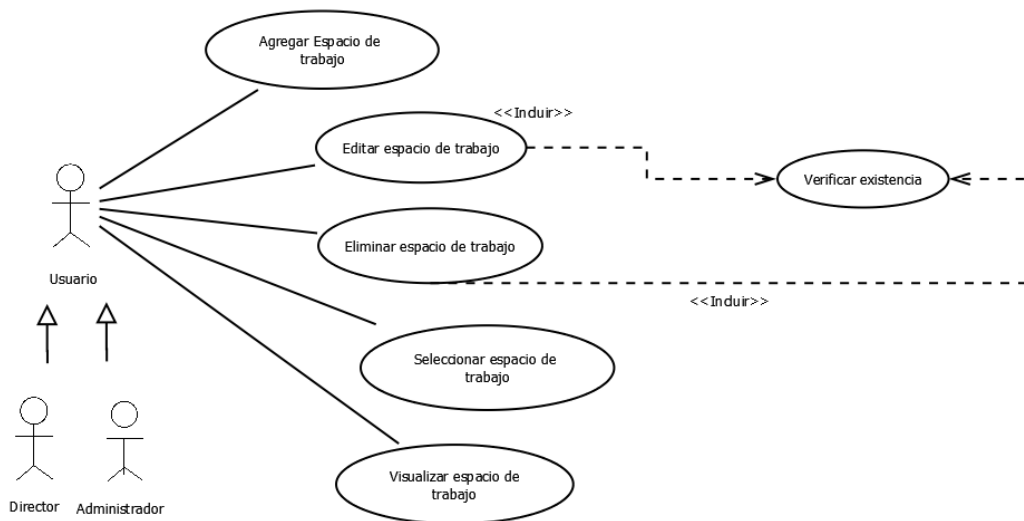 Agregar Espacio de
trabajo
<<Incluir>>
Editar espacio de trabajo
Verificar existencia
Eliminar espacio de trabajo
Usuario
<<Incluir>>
Seleccionar espacio de
trabajo
Visualizar espacio de
trabajo
Director
Administrador